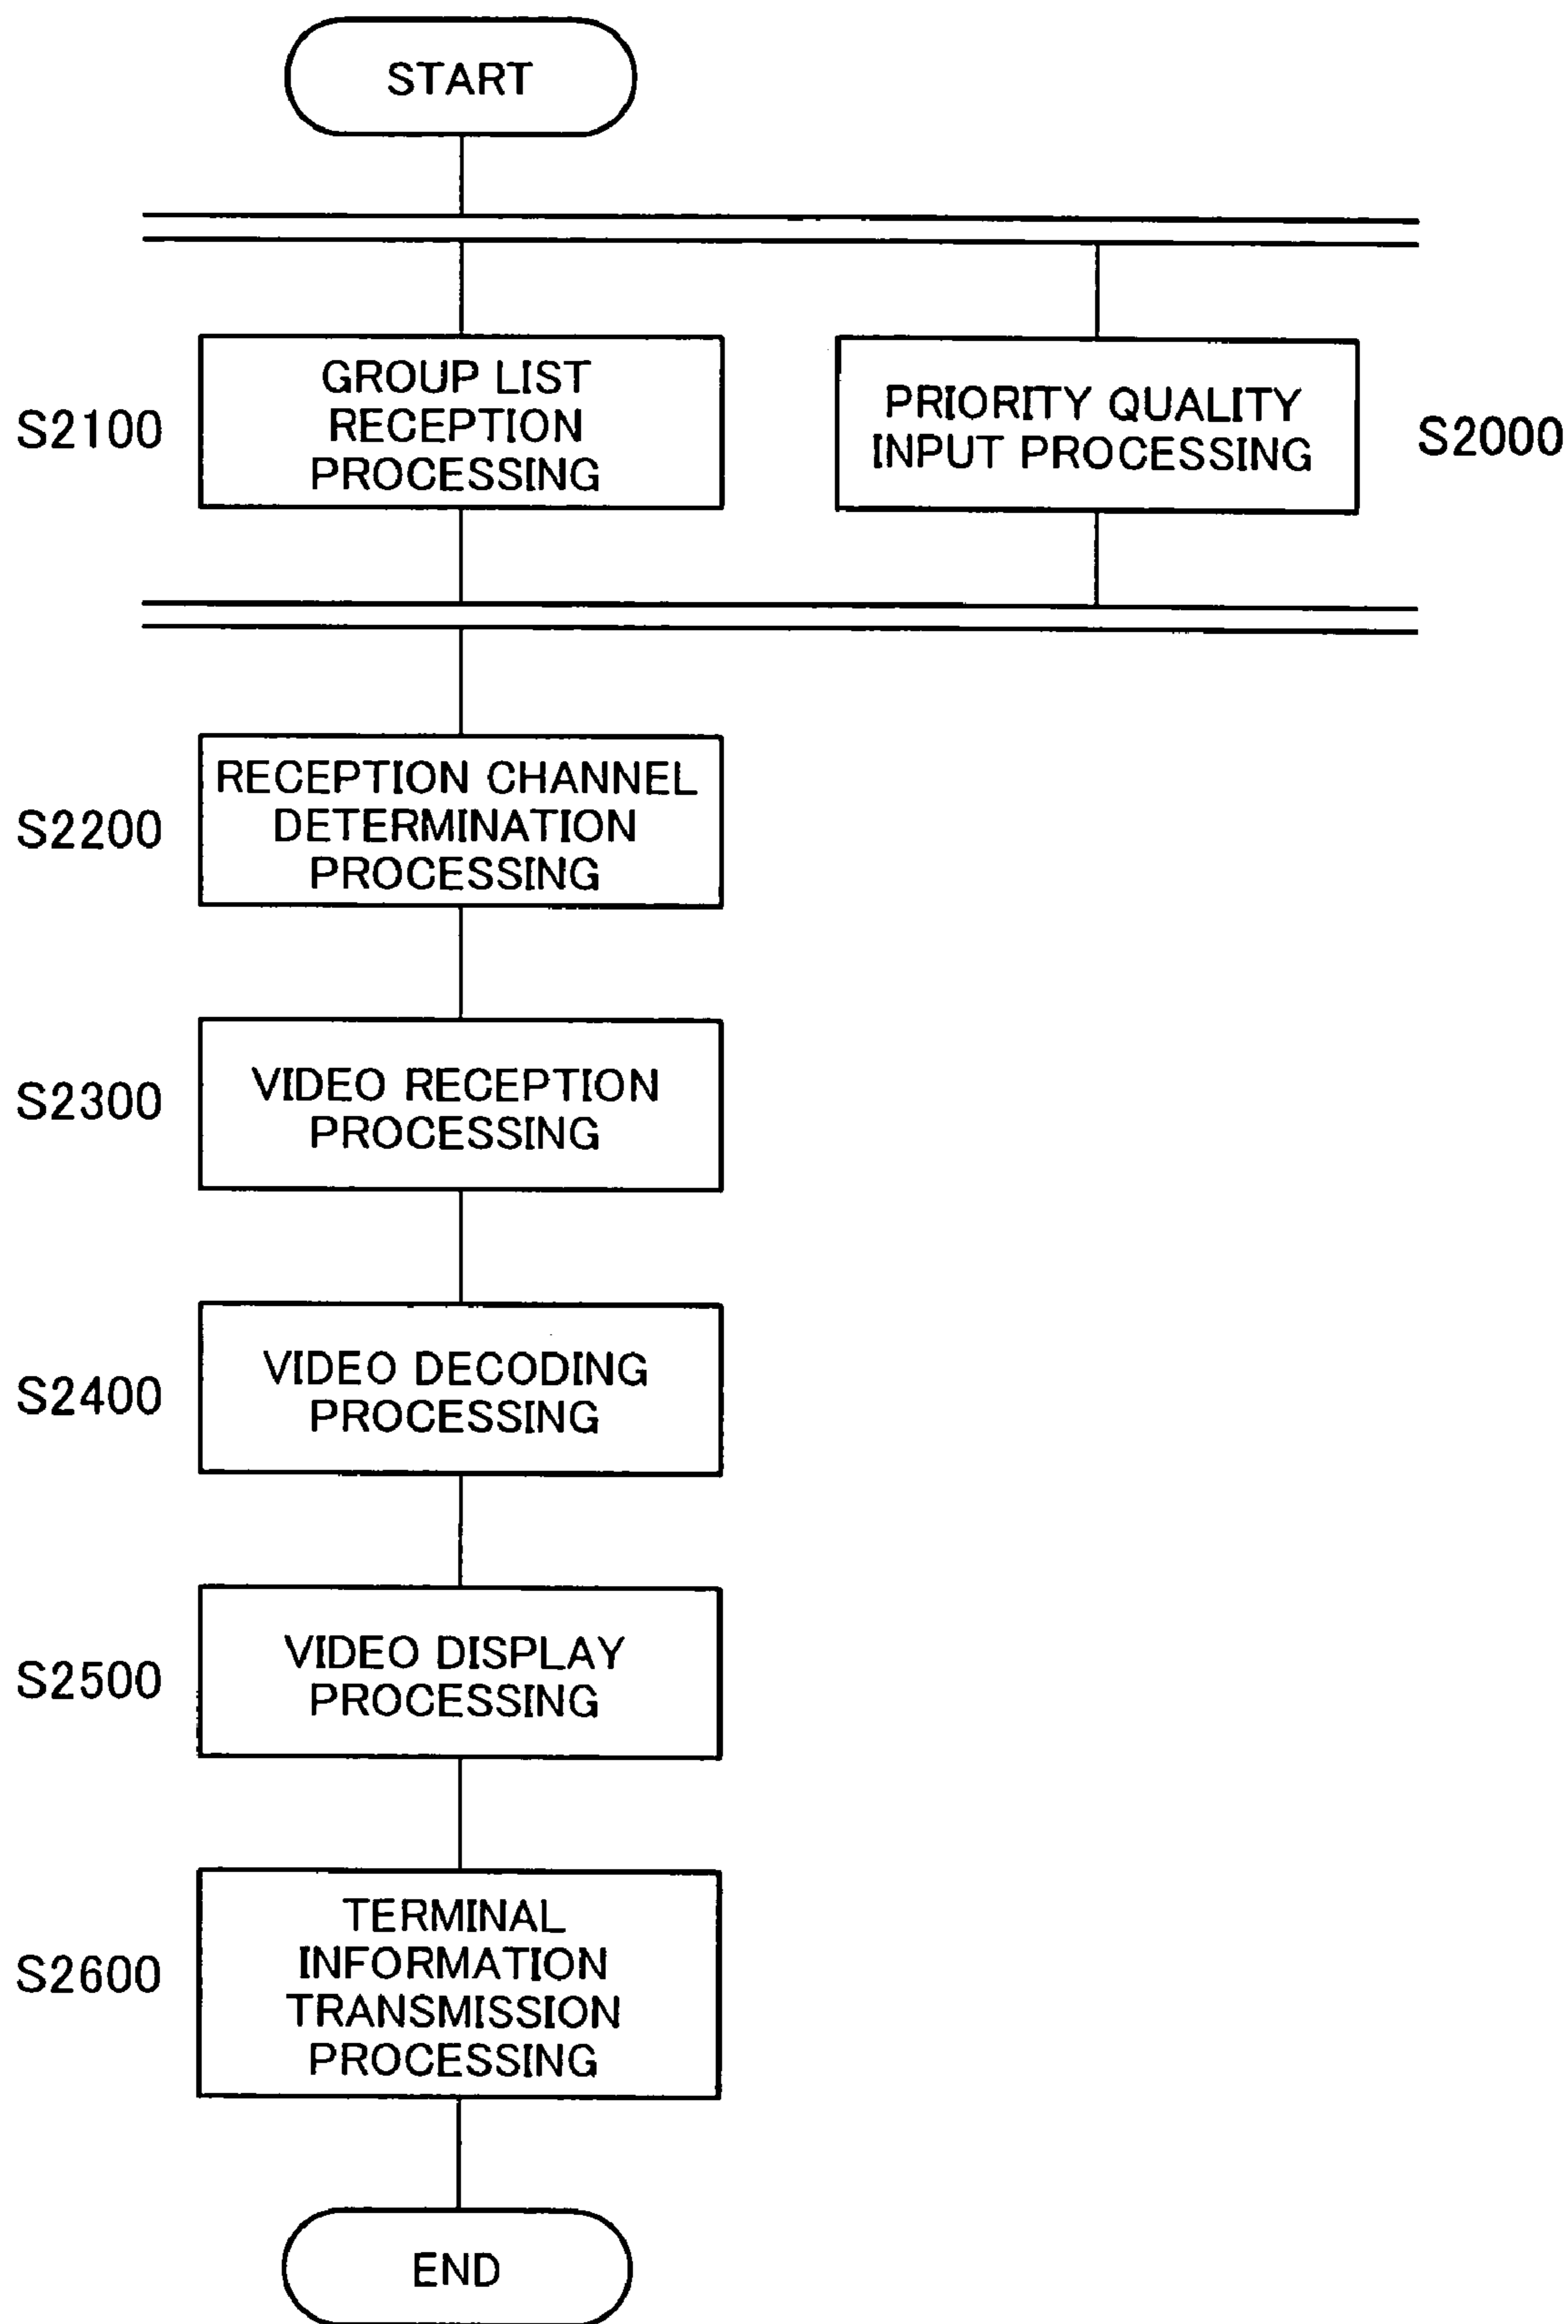 START
S2100
GROUP LIST
RECEPTION
PROCESSING
PRIORITY QUALITY
INPUT PROCESSING
S2000
S2200
RECEPTION CHANNEL
DETERMINATION
PROCESSING
S2300
VIDEO RECEPTION
PROCESSING
S2400
VIDEO DECODING
PROCESSING
S2500
VIDEO DISPLAY
PROCESSING
S2600
TERMINAL
INFORMATION
TRANSMISSION
PROCESSING
END